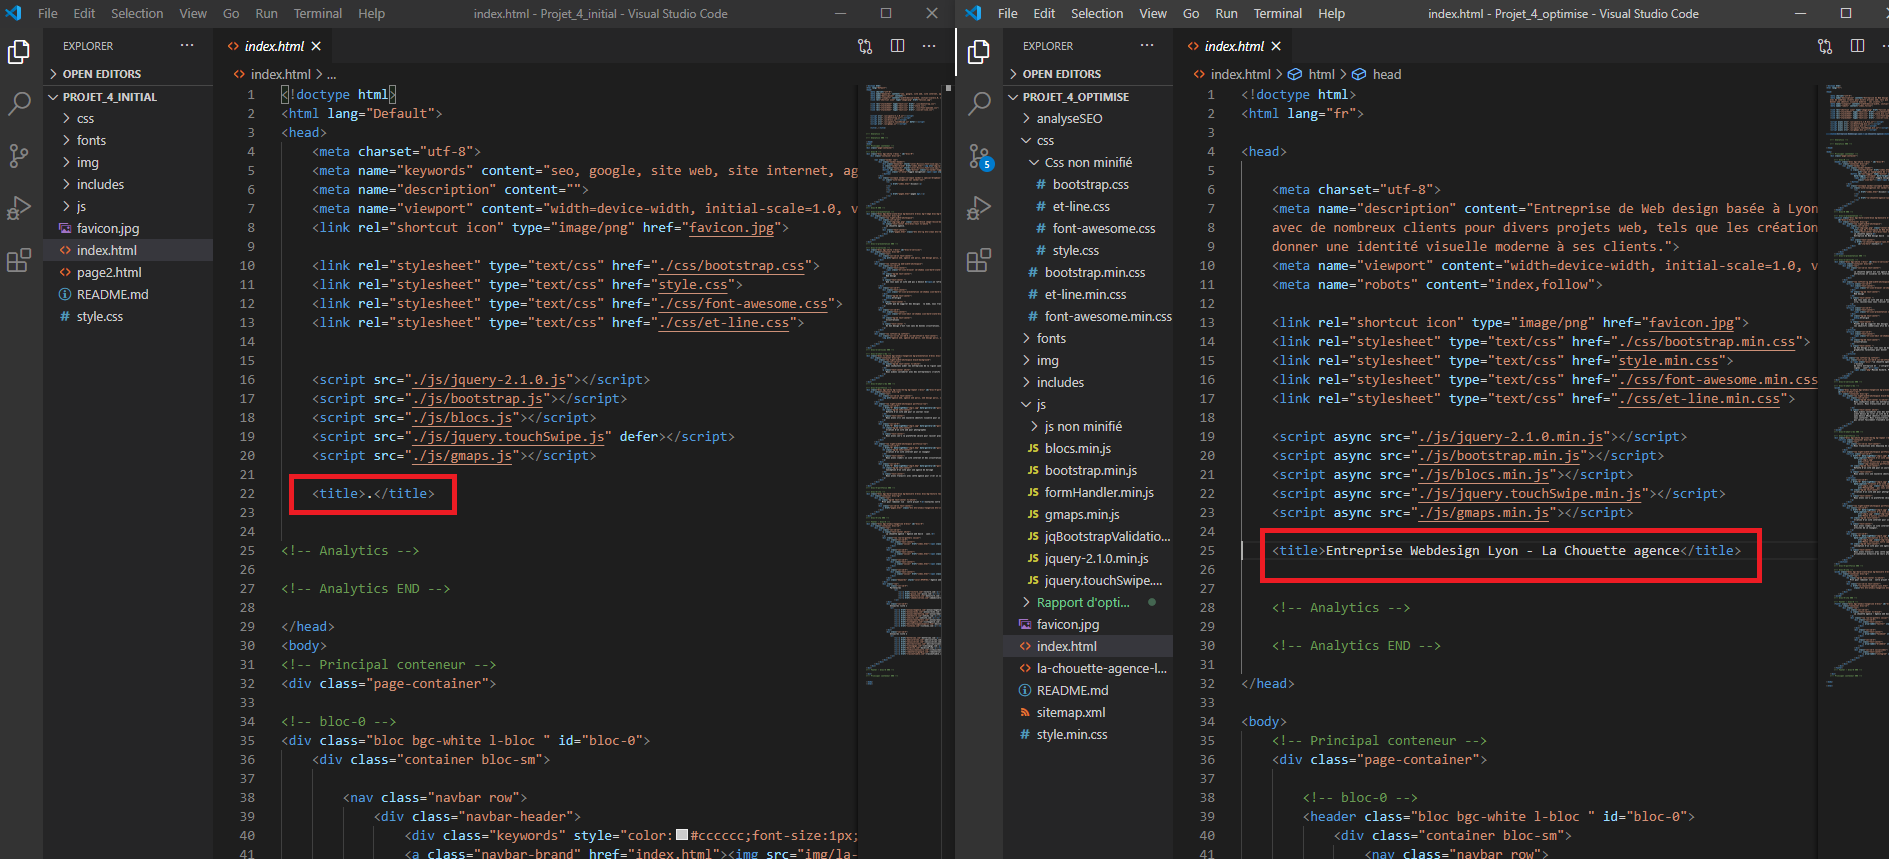 File Edit Selection View Go Run Terminal Help index.html - Projet_4_initial - Visual Studio Code
EXPLORER ···
OPEN EDITORS
PROJET_4_INITIAL
css
fonts
img
includes
js
favicon.jpg
index.html
page2.html
README.md
style.css
index.html
index.html > ...
1 <!doctype html>
2 <html lang="Default">
3 <head>
4 <meta charset="utf-8">
5 <meta name="keywords" content="seo, google, site web, site internet, ag
6 <meta name="description" content="">
7 <meta name="viewport" content="width=device-width, initial-scale=1.0, v
8 <link rel="shortcut icon" type="image/png" href="favicon.jpg">
9
10 <link rel="stylesheet" type="text/css" href="./css/bootstrap.css">
11 <link rel="stylesheet" type="text/css" href="style.css">
12 <link rel="stylesheet" type="text/css" href="./css/font-awesome.css">
13 <link rel="stylesheet" type="text/css" href="./css/et-line.css">
14
15
16 <script src="./js/jquery-2.1.0.js"></script>
17 <script src="./js/bootstrap.js"></script>
18 <script src="./js/blocs.js"></script>
19 <script src="./js/jquery.touchSwipe.js" defer></script>
20 <script src="./js/gmaps.js"></script>
21
22 <title>.</title>
23
24
25 <!-- Analytics -->
26
27 <!-- Analytics END -->
28
29 </head>
30 <body>
31 <!-- Principal conteneur -->
32 <div class="page-container">
33
34 <!-- bloc-0 -->
35 <div class="bloc bgc-white l-bloc " id="bloc-0">
36 <div class="container bloc-sm">
37
38 <nav class="navbar row">
39 <div class="navbar-header">
40 <div class="keywords" style="color:#cccccc;font-size:1px;
41 <a class="navbar-brand" href="index.html"><img src="img/la-
File Edit Selection View Go Run Terminal Help index.html - Projet_4_optimise - Visual Studio Code
5
EXPLORER ···
OPEN EDITORS
PROJET_4_OPTIMISE
analyseSEO
css
Css non minifié
bootstrap.css
et-line.css
font-awesome.css
style.css
bootstrap.min.css
et-line.min.css
font-awesome.min.css
fonts
img
includes
js
js non minifié
blocs.min.js
bootstrap.min.js
formHandler.min.js
gmaps.min.js
jqBootstrapValidatio...
jquery-2.1.0.min.js
jquery.touchSwipe....
Rapport d'opti...
favicon.jpg
index.html
la-chouette-agence-l...
README.md
sitemap.xml
style.min.css
index.html
index.html > html > head
1 <!doctype html>
2 <html lang="fr">
3
4 <head>
5
6 <meta charset="utf-8">
7 <meta name="description" content="Entreprise de Web design basée à Lyon
8 avec de nombreux clients pour divers projets web, tels que les création
9 donner une identité visuelle moderne à ses clients.">
10 <meta name="viewport" content="width=device-width, initial-scale=1.0, v
11 <meta name="robots" content="index,follow">
12
13 <link rel="shortcut icon" type="image/png" href="favicon.jpg">
14 <link rel="stylesheet" type="text/css" href="./css/bootstrap.min.css">
15 <link rel="stylesheet" type="text/css" href="style.min.css">
16 <link rel="stylesheet" type="text/css" href="./css/font-awesome.min.css
17 <link rel="stylesheet" type="text/css" href="./css/et-line.min.css">
18
19 <script async src="./js/jquery-2.1.0.min.js"></script>
20 <script async src="./js/bootstrap.min.js"></script>
21 <script async src="./js/blocs.min.js"></script>
22 <script async src="./js/jquery.touchSwipe.min.js"></script>
23 <script async src="./js/gmaps.min.js"></script>
24
25 <title>Entreprise Webdesign Lyon - La Chouette agence</title>
26
27
28 <!-- Analytics -->
29
30 <!-- Analytics END -->
31
32 </head>
33
34 <body>
35 <!-- Principal conteneur -->
36 <div class="page-container">
37
38 <!-- bloc-0 -->
39 <header class="bloc bgc-white l-bloc " id="bloc-0">
40 <div class="container bloc-sm">
41 <nav class="navbar row">